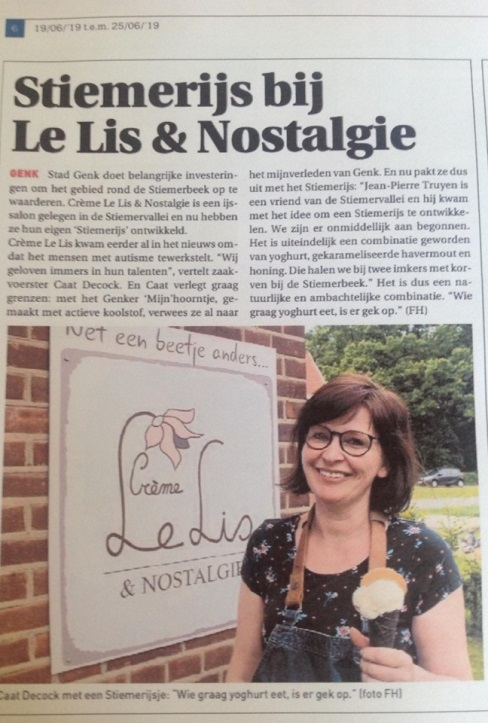 6
19/06/'19 t.e.m. 25/06/'19
Stiemerijs bij
Le Lis & Nostalgie
GENK Stad Genk doet belangrijke investerin-
gen om het gebied rond de Stiemerbeek op te
waarderen. Crème Le Lis & Nostalgie is een ijs-
salon gelegen in de Stiemervallei en nu hebben
ze hun eigen 'Stiemerijs' ontwikkeld.
Crème Le Lis kwam eerder al in het nieuws om-
dat het mensen met autisme tewerkstelt. "Wij
geloven immers in hun talenten", vertelt zaak-
voerster Caat Decock. En Caat verlegt graag
grenzen: met het Genker 'Mijn'hoorntje, ge-
maakt met actieve koolstof, verwees ze al naar
het mijnverleden van Genk. En nu pakt ze dus
uit met het Stiemerijs: "Jean-Pierre Truyen is
een vriend van de Stiemervallei en hij kwam
met het idee om een Stiemerijs te ontwikke-
len. We zijn er onmiddellijk aan begonnen.
Het is uiteindelijk een combinatie geworden
van yoghurt, gekarameliseerde havermout en
honing. Die halen we bij twee imkers met kor-
ven bij de Stiemerbeek." Het is dus een na-
tuurlijke en ambachtelijke combinatie. "Wie
graag yoghurt eet, is er gek op." (FH)
Net een beetje anders...
Crème
Le Lis
& NOSTALGIE
Caat Decock met een Stiemerijsje: "Wie graag yoghurt eet, is er gek op." (foto FH)